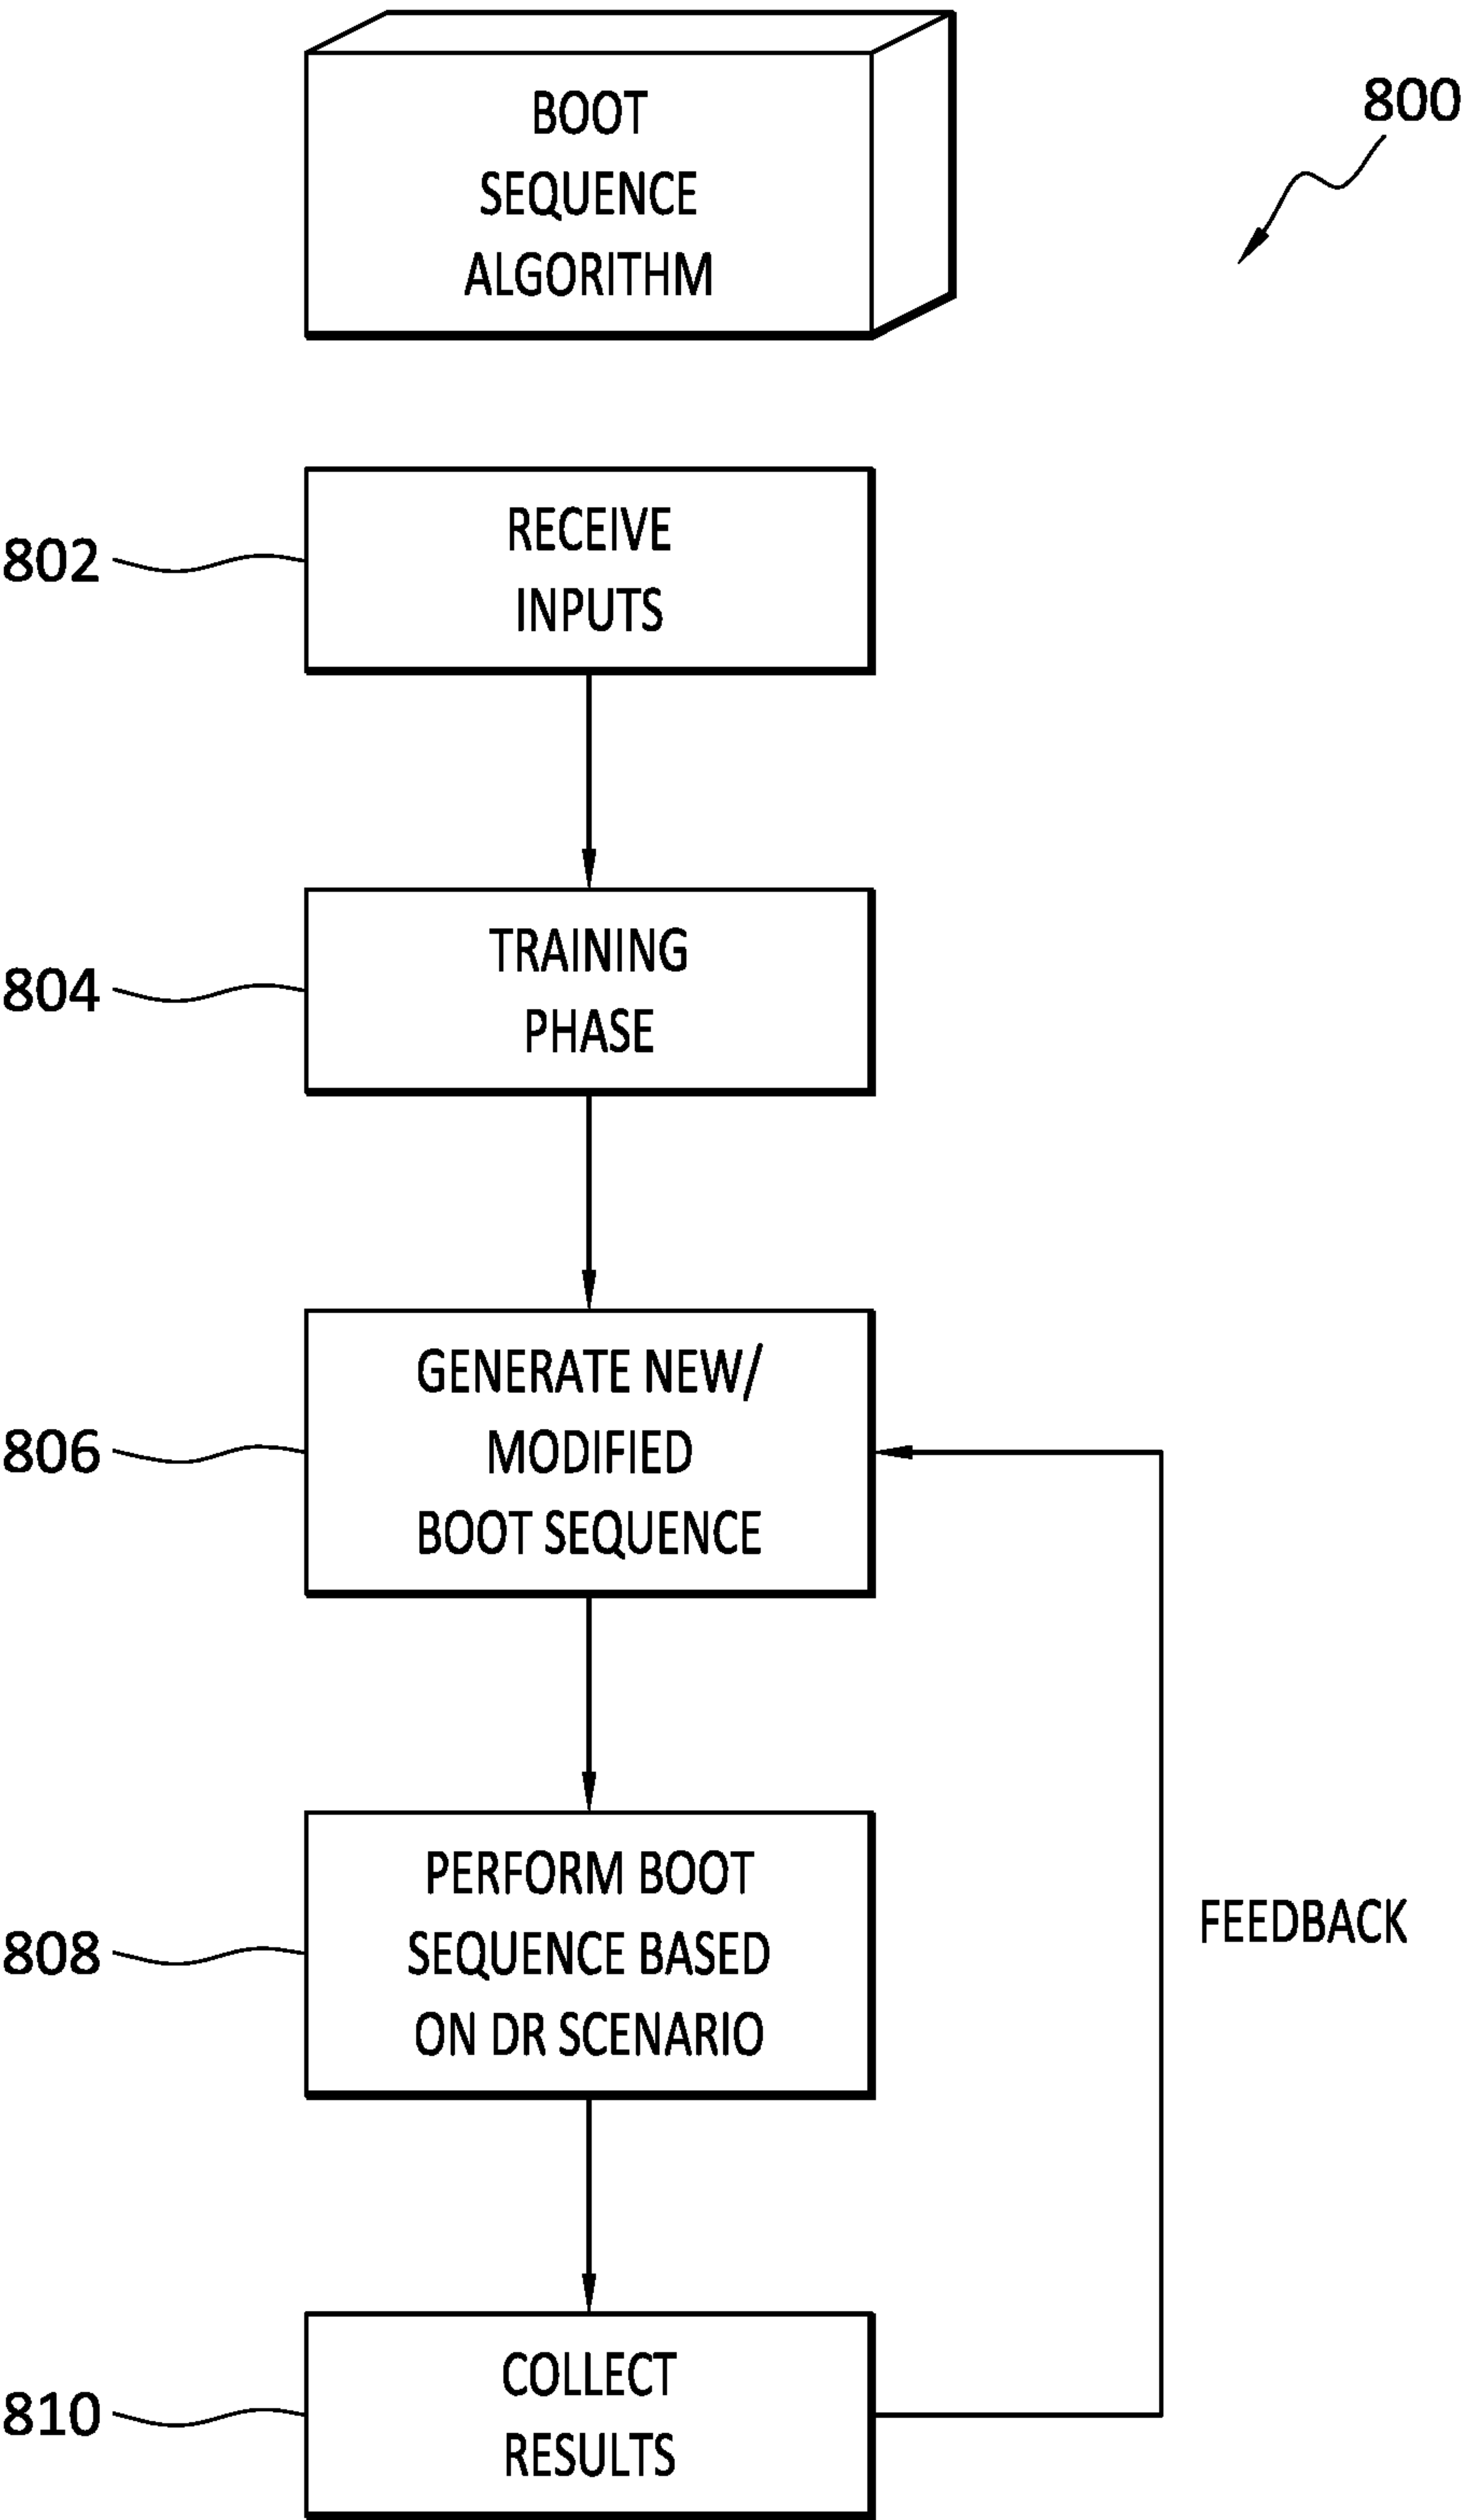 BOOT
SEQUENCE
ALGORITHM
800
802
RECEIVE
INPUTS
804
TRAINING
PHASE
806
GENERATE NEW/
MODIFIED
BOOT SEQUENCE
808
PERFORM BOOT
SEQUENCE BASED
ON DR SCENARIO
FEEDBACK
810
COLLECT
RESULTS